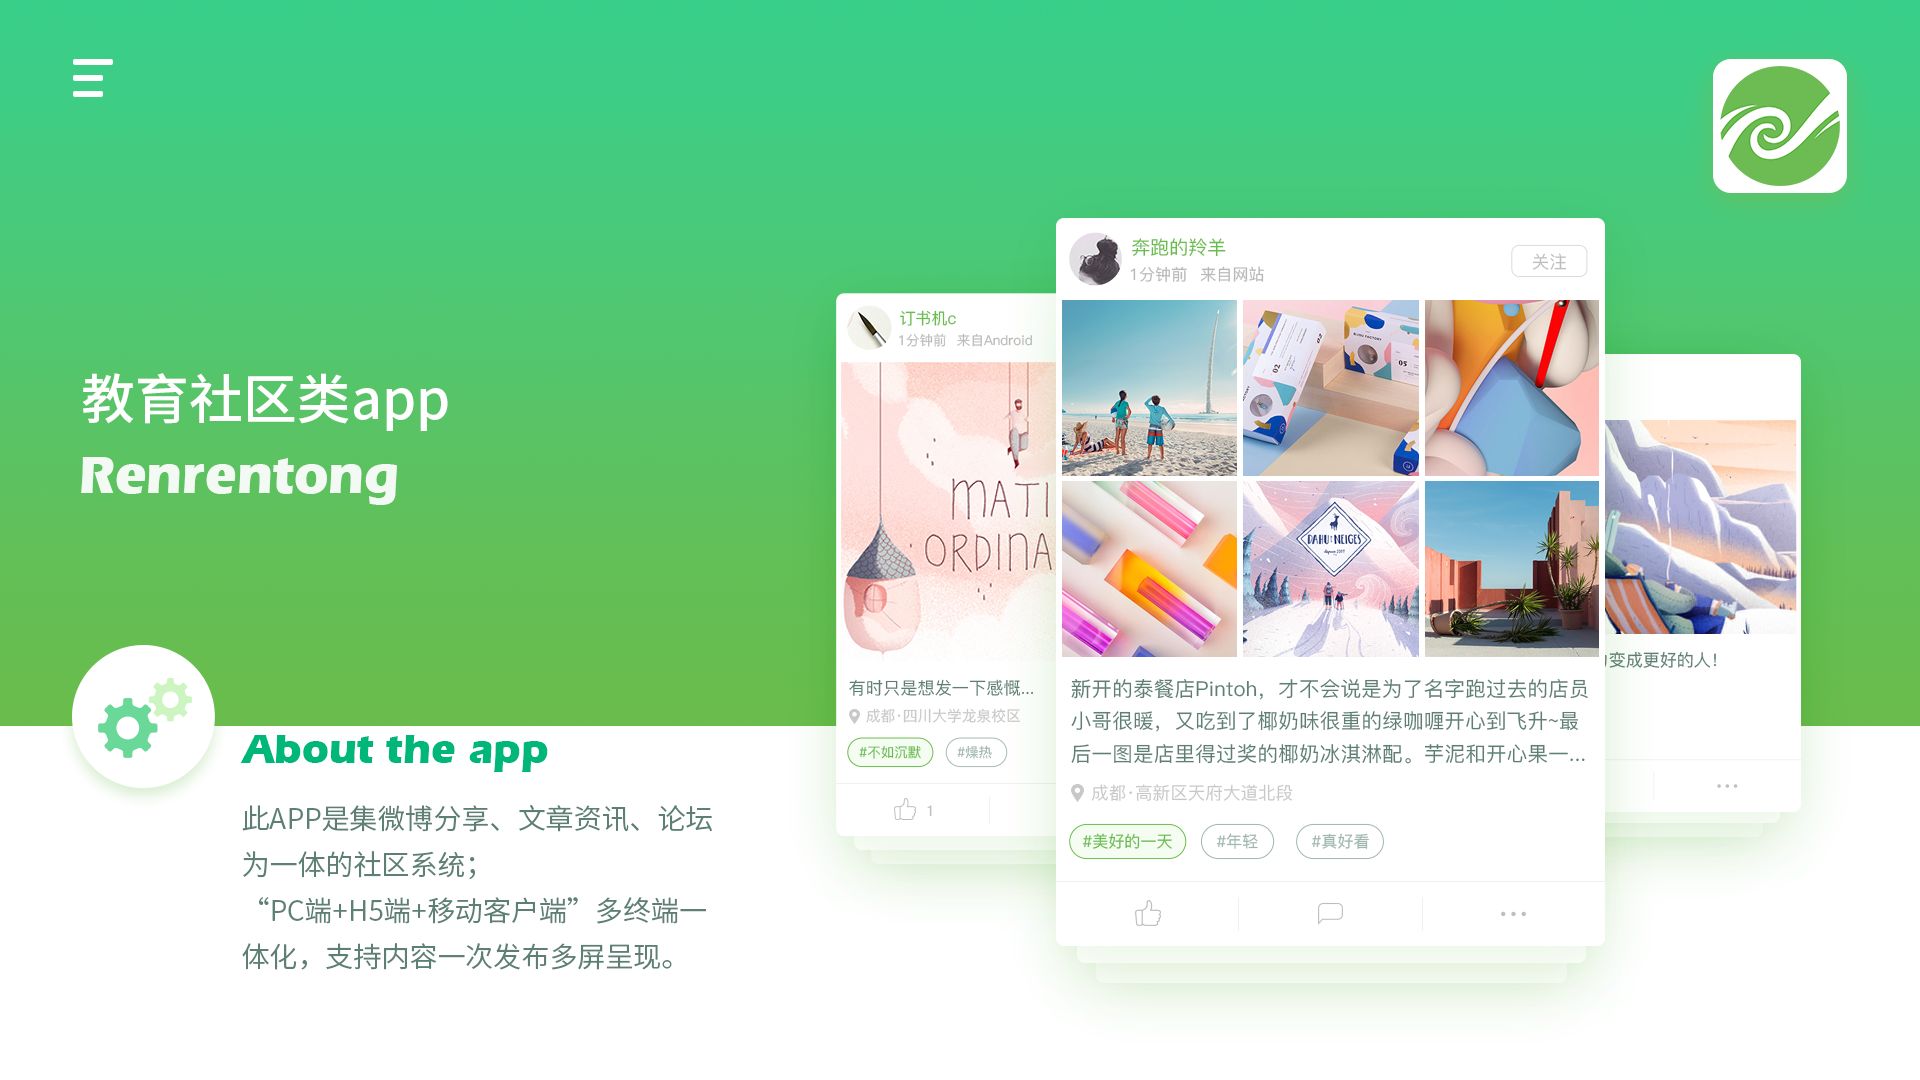 教育社区类app
Renrentong
About the app
此APP是集微博分享、文章资讯、论坛
为一体的社区系统；
“PC端+H5端+移动客户端”多终端一
体化，支持内容一次发布多屏呈现。
订书机c
1分钟前 来自Android
MATI
ORDINA
有时只是想发一下感慨...
成都·四川大学龙泉校区
#不如沉默 #燥热
1
奔跑的羚羊
1分钟前 来自网站
关注
02
BLOND FACTORY
05
02
DAHU DES NEIGES
depuis 2017
新开的泰餐店Pintoh，才不会说是为了名字跑过去的店员
小哥很暖，又吃到了椰奶味很重的绿咖喱开心到飞升~最
后一图是店里得过奖的椰奶冰淇淋配。芋泥和开心果一...
成都·高新区天府大道北段
#美好的一天 #年轻 #真好看
变成更好的人！